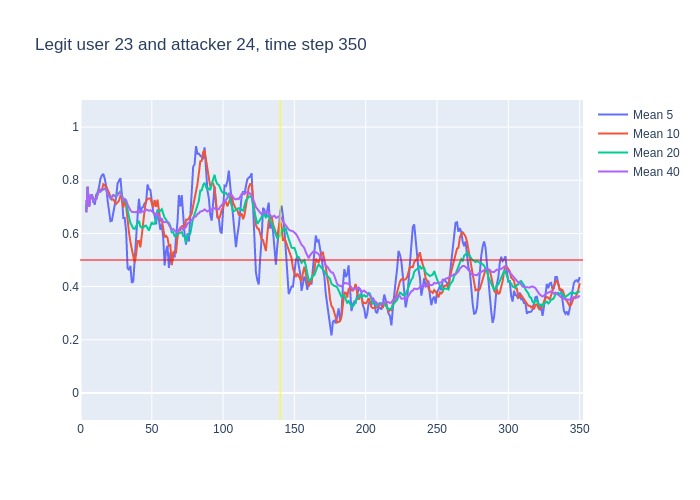 Legit user 23 and attacker 24, time step 350
1
0.8
0.6
0.4
0.2
0
0 50 100 150 200 250 300 350
Mean 5
Mean 10
Mean 20
Mean 40